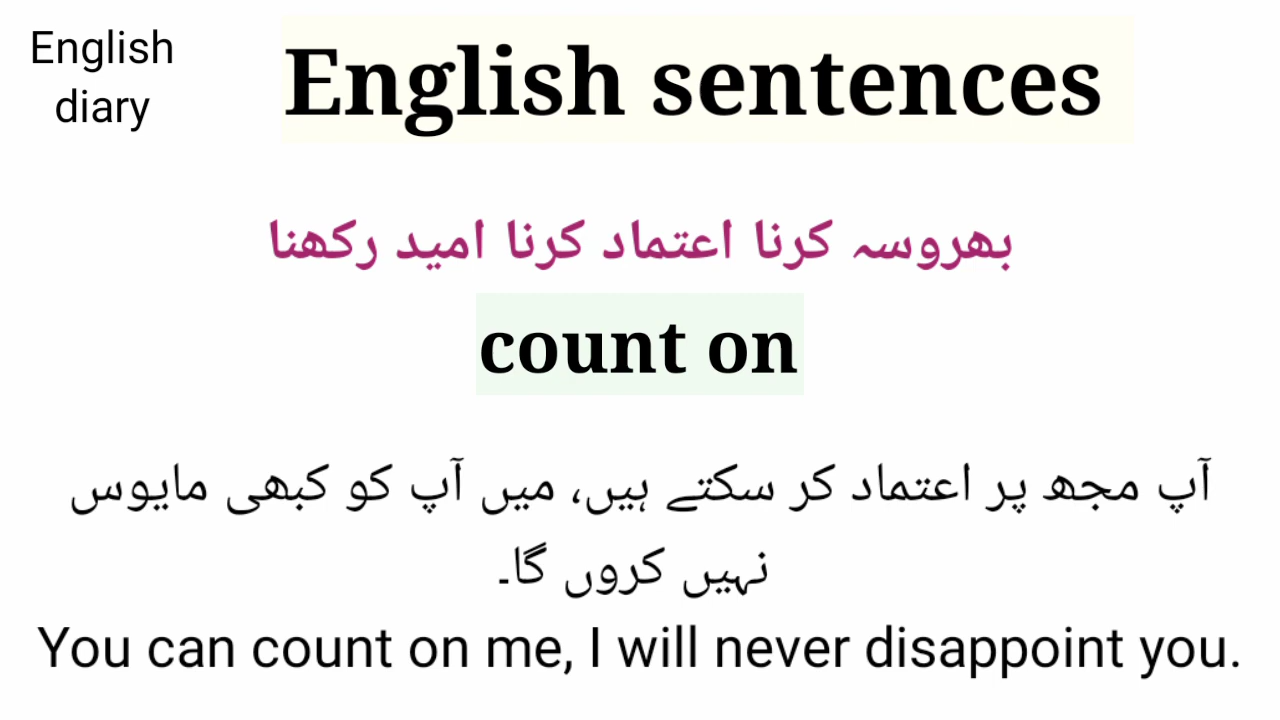 English
diary
English sentences
بھروسہ کرنا اعتماد کرنا امید رکھنا
count on
آپ مجھ پر اعتماد کر سکتے ہیں، میں آپ کو کبھی مایوس
نہیں کروں گا۔
You can count on me, I will never disappoint you.